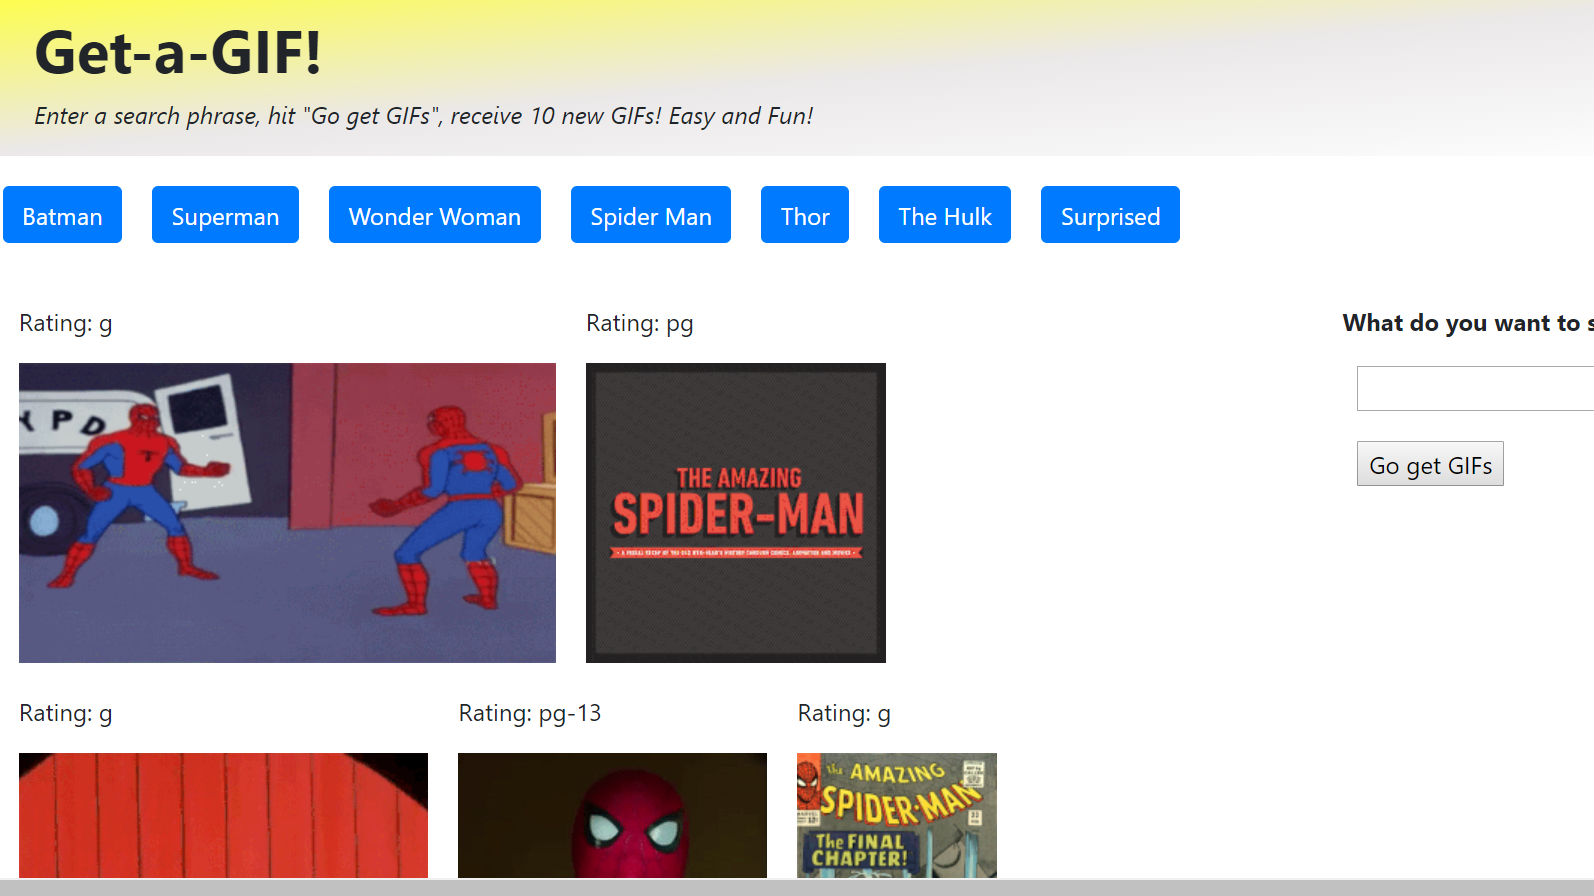 Get-a-GIF!
Enter a search phrase, hit "Go get GIFs", receive 10 new GIFs! Easy and Fun!
Batman
Superman
Wonder Woman
Spider Man
Thor
The Hulk
Surprised
Rating: g
Rating: pg
What do you want to s
YPD
THE AMAZING
SPIDER-MAN
Go get GIFs
Rating: g
Rating: pg-13
Rating: g
The AMAZING
SPIDER-MAN
33
The FINAL
CHAPTER!